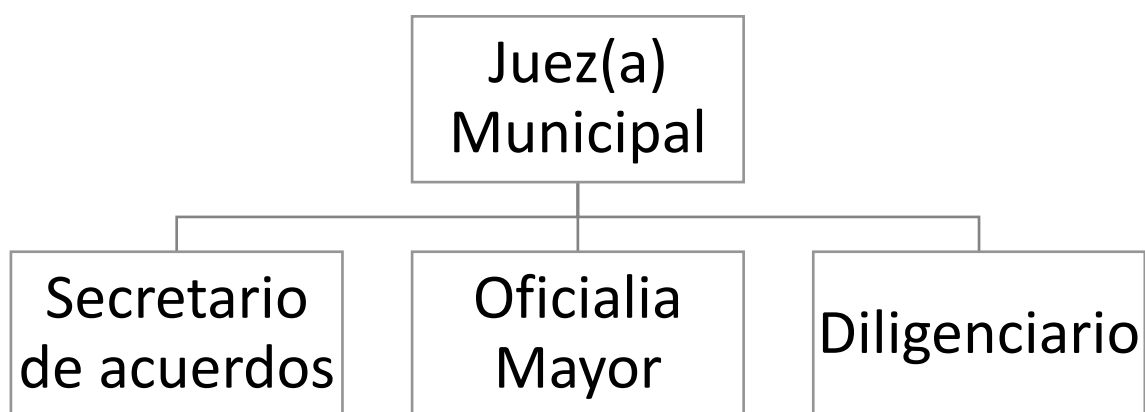 Juez(a)
Municipal
Secretario
de acuerdos
Oficialia
Mayor
Diligenciario